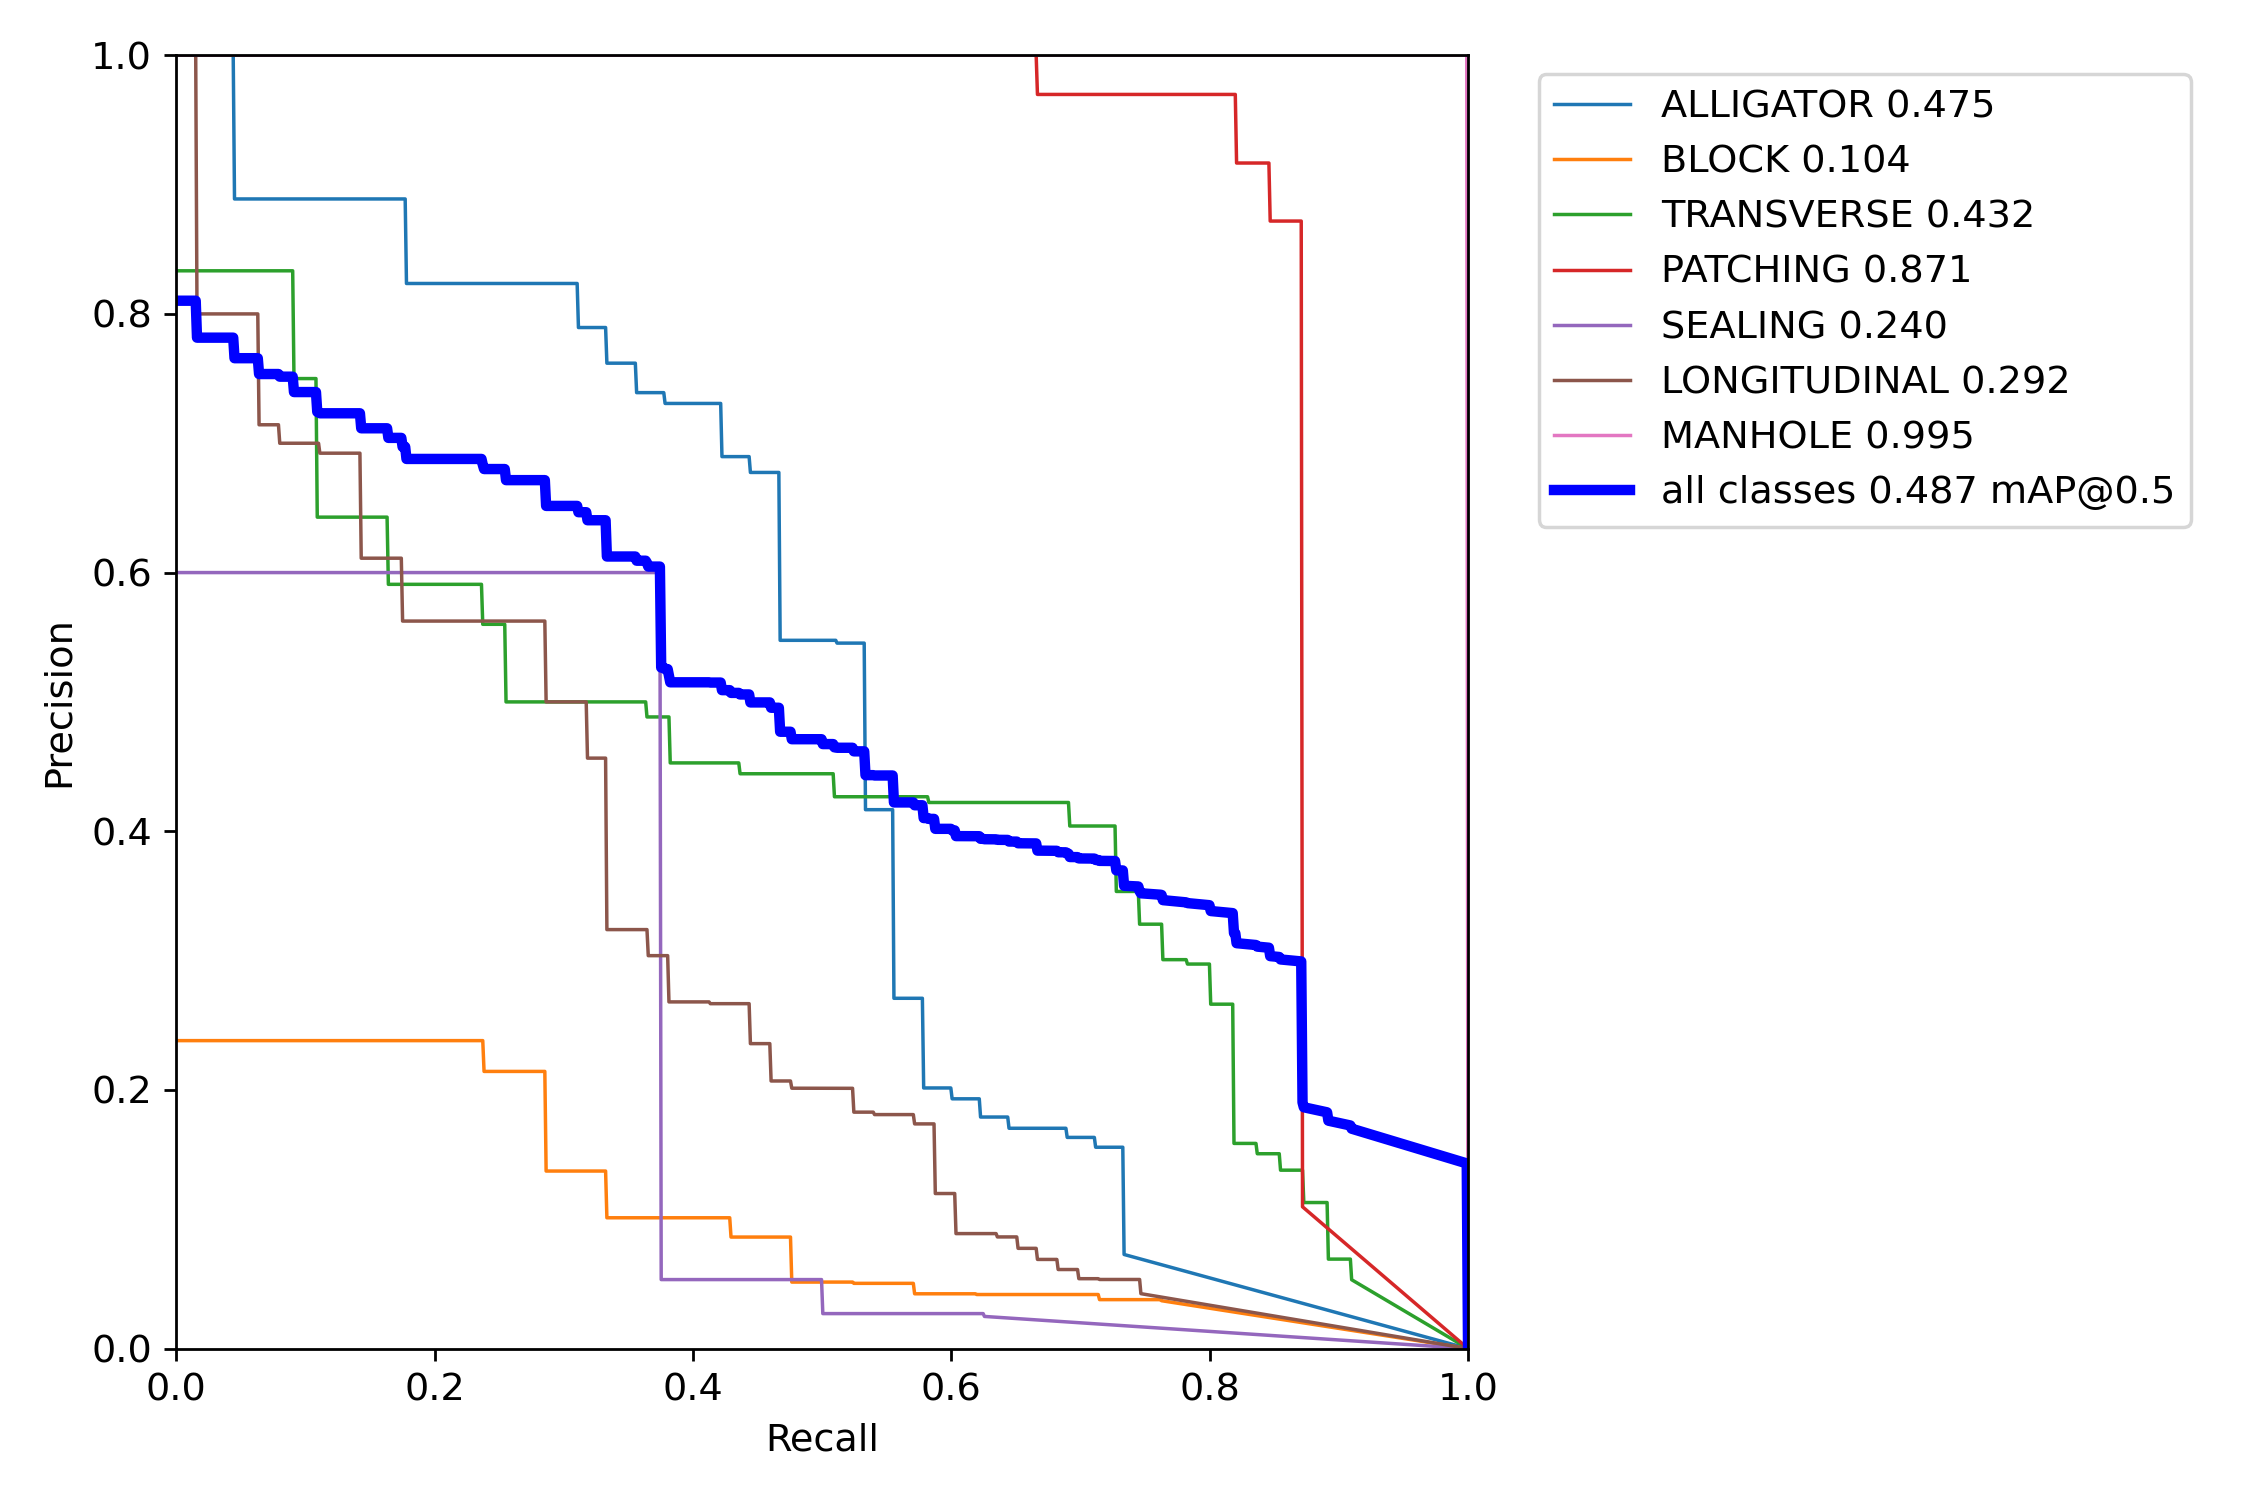 1.0
0.8
0.6
0.4
0.2
0.0
Precision
0.0 0.2 0.4 0.6 0.8 1.0
Recall
ALLIGATOR 0.475
BLOCK 0.104
TRANSVERSE 0.432
PATCHING 0.871
SEALING 0.240
LONGITUDINAL 0.292
MANHOLE 0.995
all classes 0.487 mAP@0.5